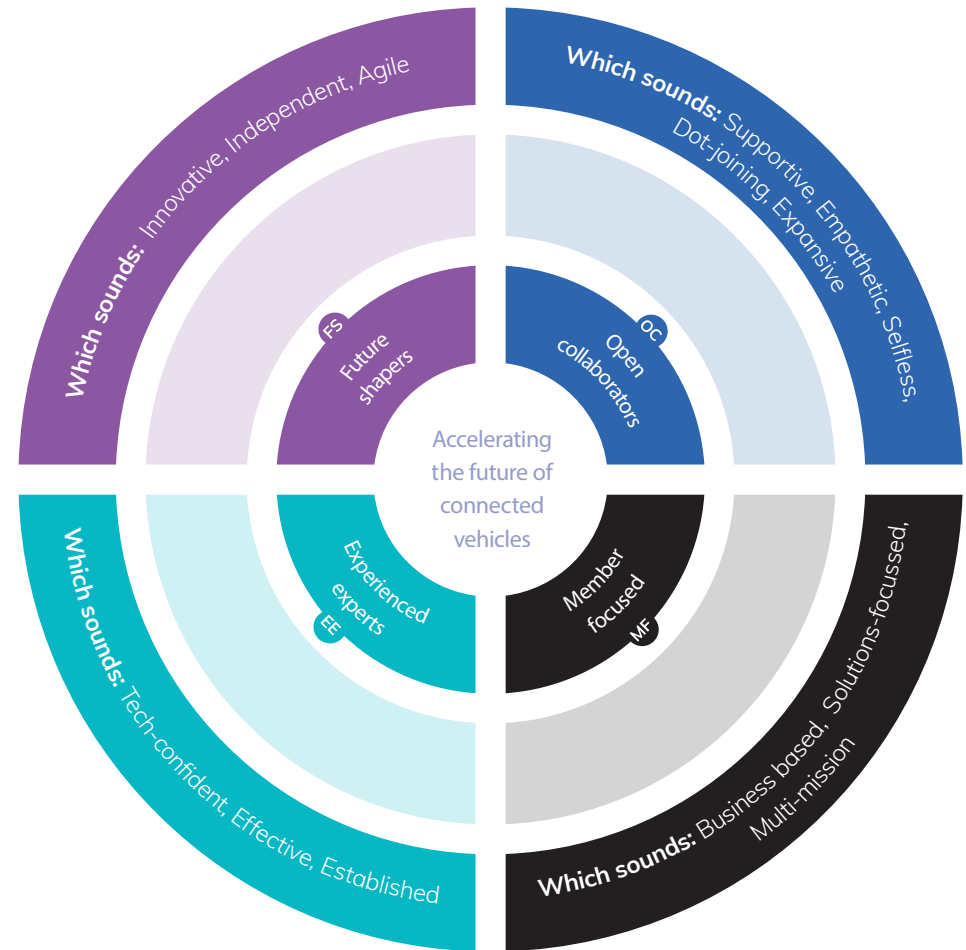 Which sounds: Innovative, Independent, Agile
FS
Future
shapers
Which sounds: Supportive, Empathetic, Selfless,
Dot-joining, Expansive
OC
Open
collaborators
Accelerating
the future of
connected
vehicles
Experienced
experts
EE
Which sounds: Tech-confident, Effective, Established
Member
focused
MF
Which sounds: Business based, Solutions-focussed,
Multi-mission